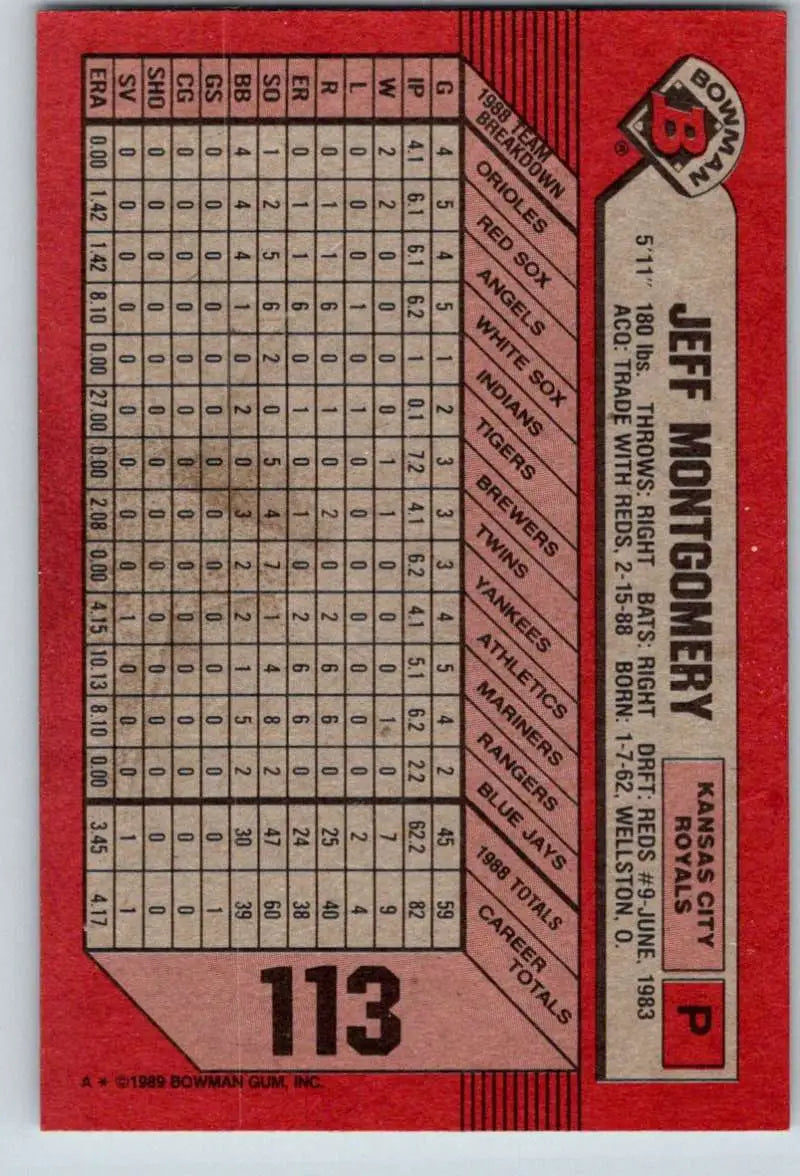 BOWMAN
B ®
JEFF MONTGOMERY
KANSAS CITY
ROYALS
P
5'11" 180 lbs. THROWS: RIGHT BATS: RIGHT DRFT: REDS #9-JUNE, 1983
ACQ: TRADE WITH REDS, 2-15-88 BORN: 1-7-62, WELLSTON, O.
1988 TEAM
BREAKDOWN
ORIOLES
RED SOX
ANGELS
WHITE SOX
INDIANS
TIGERS
BREWERS
TWINS
YANKEES
ATHLETICS
MARINERS
RANGERS
BLUE JAYS
1988 TOTALS
CAREER
TOTALS
G 4 5 4 5 1 2 3 3 3 4 5 4 2 45 59
IP 4.1 6.1 6.1 6.2 1 0.1 7.2 4.1 6.2 4.1 5.1 6.2 2.2 62.2 82
W 2 2 0 0 0 0 1 1 0 0 0 1 0 7 9
L 0 0 0 1 0 1 0 0 0 0 0 0 0 2 4
R 0 1 1 6 0 1 0 2 0 2 6 6 0 25 40
ER 0 1 1 6 0 1 0 1 0 2 6 6 0 24 38
SO 1 2 5 6 2 0 5 4 7 1 4 8 2 47 60
BB 4 4 4 1 0 2 0 3 2 2 1 5 2 30 39
GS 0 0 0 0 0 0 0 0 0 0 0 0 0 0 1
CG 0 0 0 0 0 0 0 0 0 0 0 0 0 0 0
SHO 0 0 0 0 0 0 0 0 0 0 0 0 0 0 0
SV 0 0 0 0 0 0 0 0 0 1 0 0 0 1 1
ERA 0.00 1.42 1.42 8.10 0.00 27.00 0.00 2.08 0.00 4.15 10.13 8.10 0.00 3.45 4.17
113
A * ©1989 BOWMAN GUM, INC.